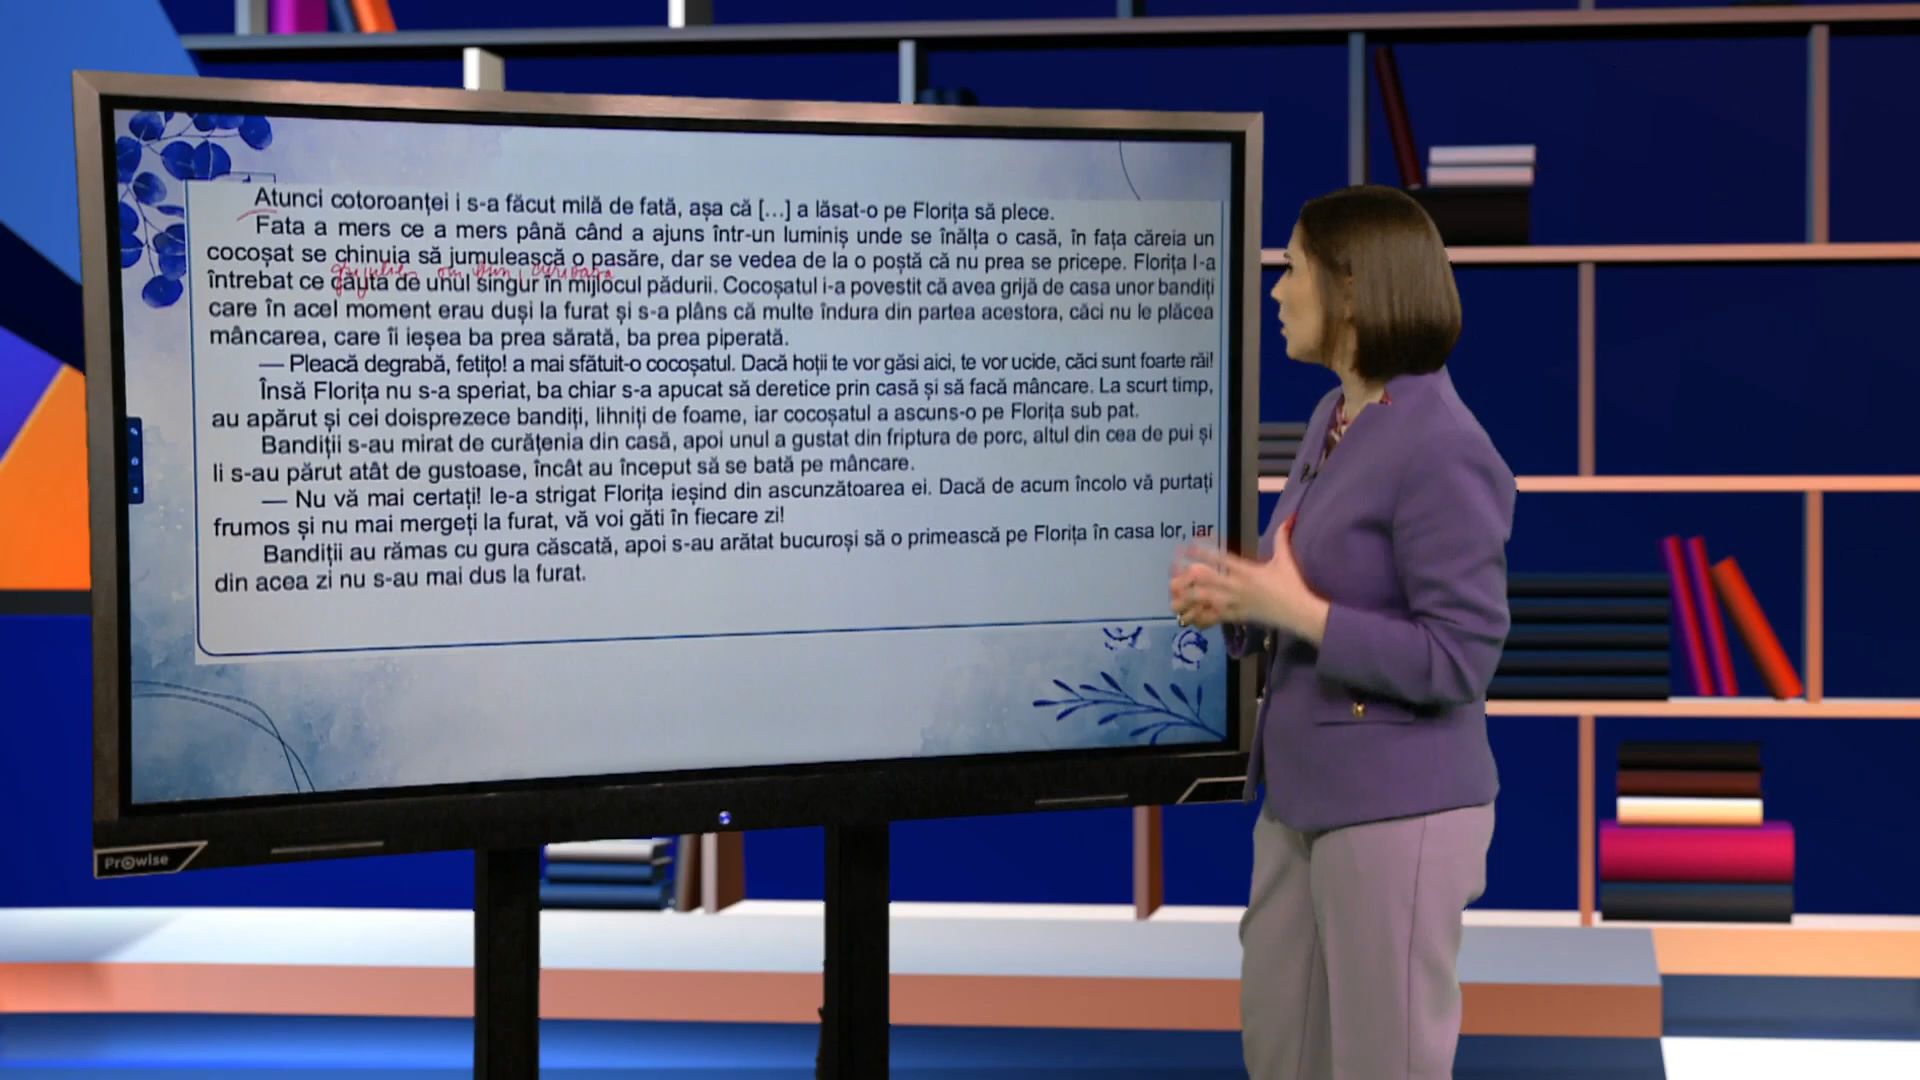 Atunci cotoroanței i s-a făcut milă de fată, așa că [...] a lăsat-o pe Florița să plece.
Fata a mers ce a mers până când a ajuns într-un luminiș unde se înălța o casă, în fața căreia un
cocoșat se chinuia să jumulească o pasăre, dar se vedea de la o poștă că nu prea se pricepe. Florița l-a
întrebat ce căuta de unul singur în mijlocul pădurii. Cocoșatul i-a povestit că avea grijă de casa unor bandiți
care în acel moment erau duși la furat și s-a plâns că multe îndura din partea acestora, căci nu le plăcea
mâncarea, care îi ieșea ba prea sărată, ba prea piperată.
— Pleacă degrabă, fetițo! a mai sfătuit-o cocoșatul. Dacă hoții te vor găsi aici, te vor ucide, căci sunt foarte răi!
Însă Florița nu s-a speriat, ba chiar s-a apucat să deretice prin casă și să facă mâncare. La scurt timp,
au apărut și cei doisprezece bandiți, lihniți de foame, iar cocoșatul a ascuns-o pe Florița sub pat.
Bandiții s-au mirat de curățenia din casă, apoi unul a gustat din friptura de porc, altul din cea de pui și
li s-au părut atât de gustoase, încât au început să se bată pe mâncare.
— Nu vă mai certați! le-a strigat Florița ieșind din ascunzătoarea ei. Dacă de acum încolo vă purtați
frumos și nu mai mergeți la furat, vă voi găti în fiecare zi!
Bandiții au rămas cu gura căscată, apoi s-au arătat bucuroși să o primească pe Florița în casa lor, iar
din acea zi nu s-au mai dus la furat.
Prowise